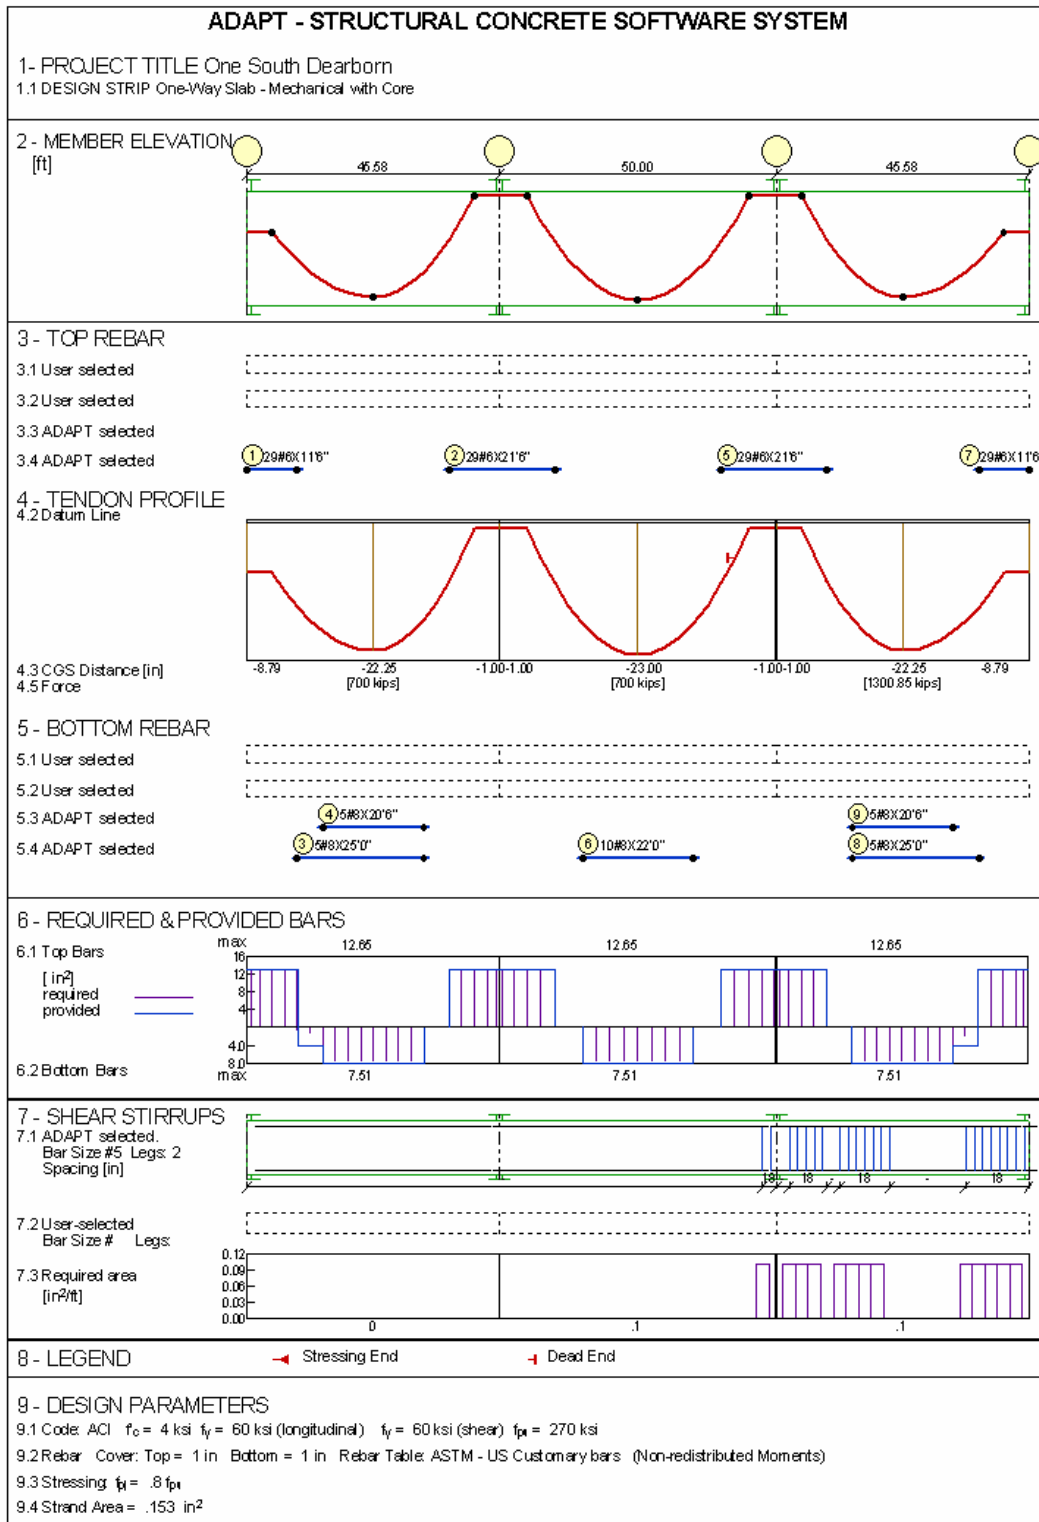 ADAPT - STRUCTURAL CONCRETE SOFTWARE SYSTEM
1- PROJECT TITLE One South Dearborn
1.1 DESIGN STRIP One-Way Slab - Mechanical with Core
2 - MEMBER ELEVATION
[ft]
45.58 50.00 45.58
3 - TOP REBAR
3.1 User selected
3.2 User selected
3.3 ADAPT selected
3.4 ADAPT selected
1 29#6X11'6" 2 29#6X21'6" 5 29#6X21'6" 7 29#6X11'6
4 - TENDON PROFILE
4.2 Datum Line
4.3 CGS Distance [in] -8.79 -22.25 -1.00-1.00 -23.00 -1.00-1.00 -22.25 -8.79
4.5 Force [700 kips] [700 kips] [1300.85 kips]
5 - BOTTOM REBAR
5.1 User selected
5.2 User selected
5.3 ADAPT selected 4 5#8X20'6" 9 5#8X20'6"
5.4 ADAPT selected 3 5#8X25'0" 6 10#8X22'0" 8 5#8X25'0"
6 - REQUIRED & PROVIDED BARS
6.1 Top Bars max 12.65 12.65 12.65
16
[ in²] 12
required 8
provided 4
4.0
8.0
6.2 Bottom Bars max 7.51 7.51 7.51
7 - SHEAR STIRRUPS
7.1 ADAPT selected.
Bar Size #5 Legs: 2
Spacing [in] 18 18 - 18 - 18
7.2 User-selected
Bar Size # Legs:
7.3 Required area
[in²/ft]
0.12
0.09
0.06
0.03
0.00
0 .1 .1
8 - LEGEND Stressing End Dead End
9 - DESIGN PARAMETERS
9.1 Code: ACI f'c = 4 ksi fy = 60 ksi (longitudinal) fy = 60 ksi (shear) fpu = 270 ksi
9.2 Rebar Cover: Top = 1 in Bottom = 1 in Rebar Table: ASTM - US Customary bars (Non-redistributed Moments)
9.3 Stressing: fpj = .8 fpu
9.4 Strand Area = .153 in²